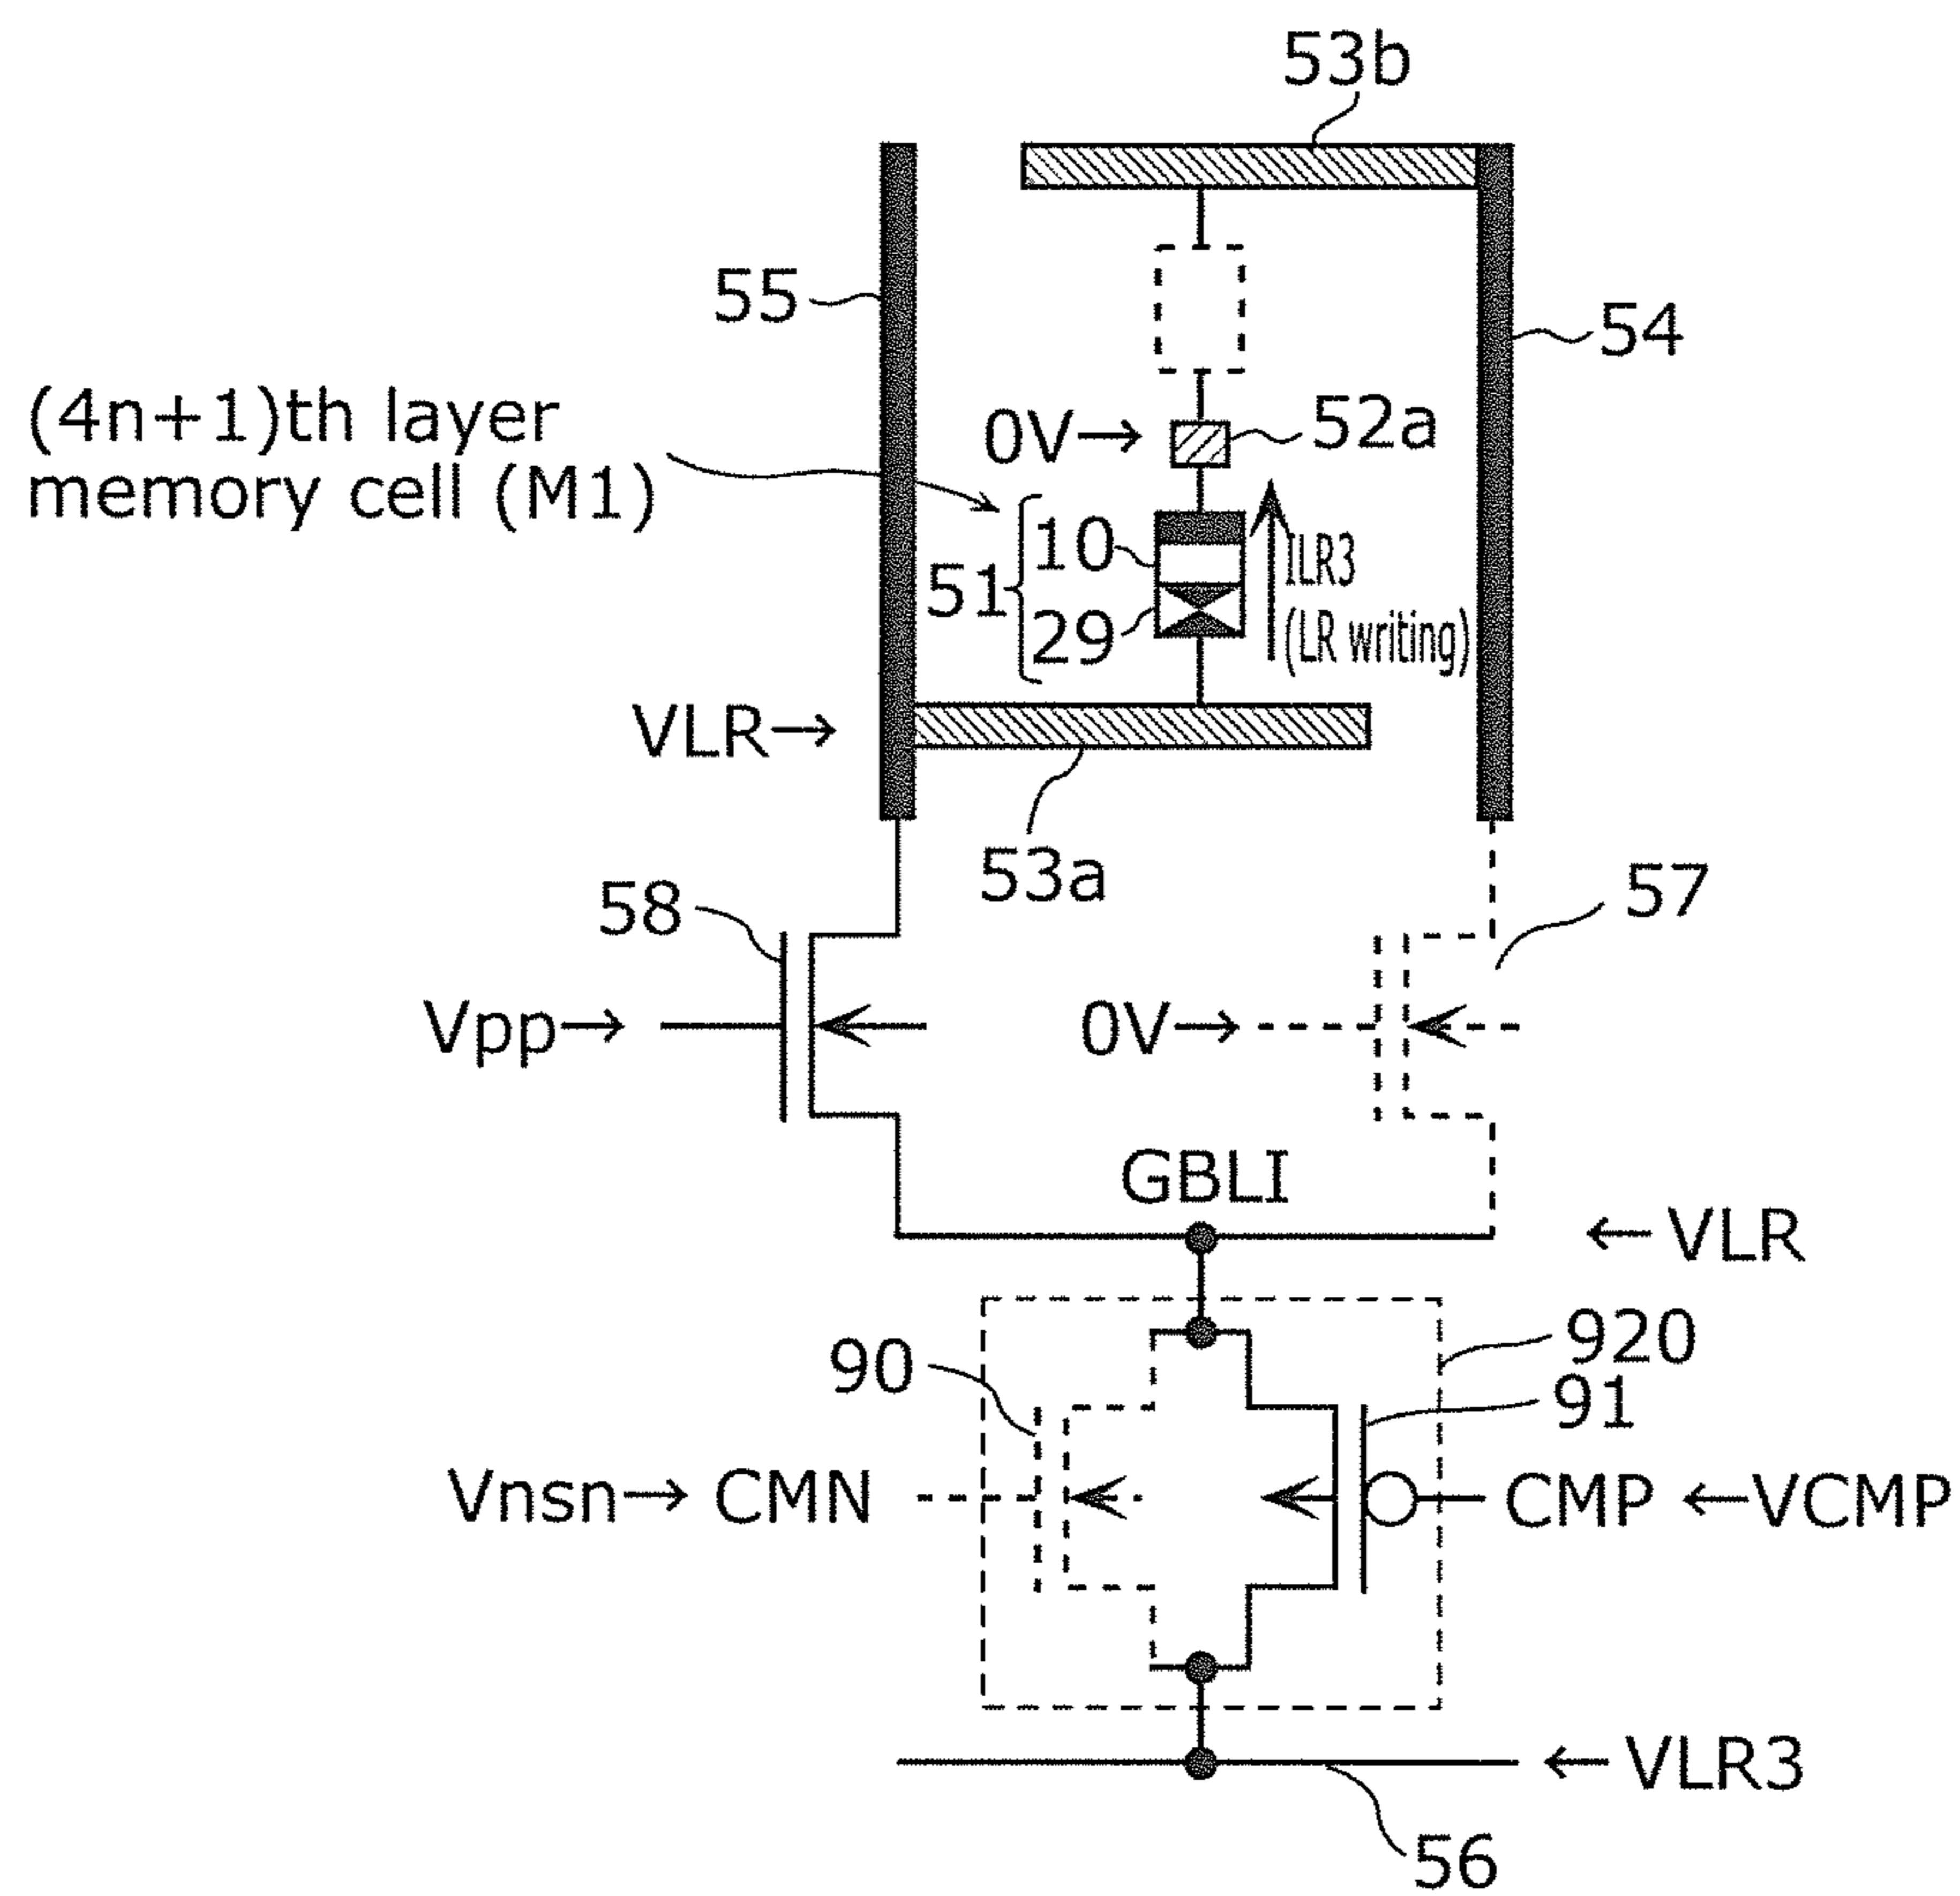 53b
55
54
(4n+1)th layer
memory cell (M1)
0V→
52a
51
10
29
ILR3
(LR writing)
VLR→
53a
58
57
Vpp→
0V→
GBLI
←VLR
920
90
91
Vnsn→ CMN
CMP ←VCMP
←VLR3
56